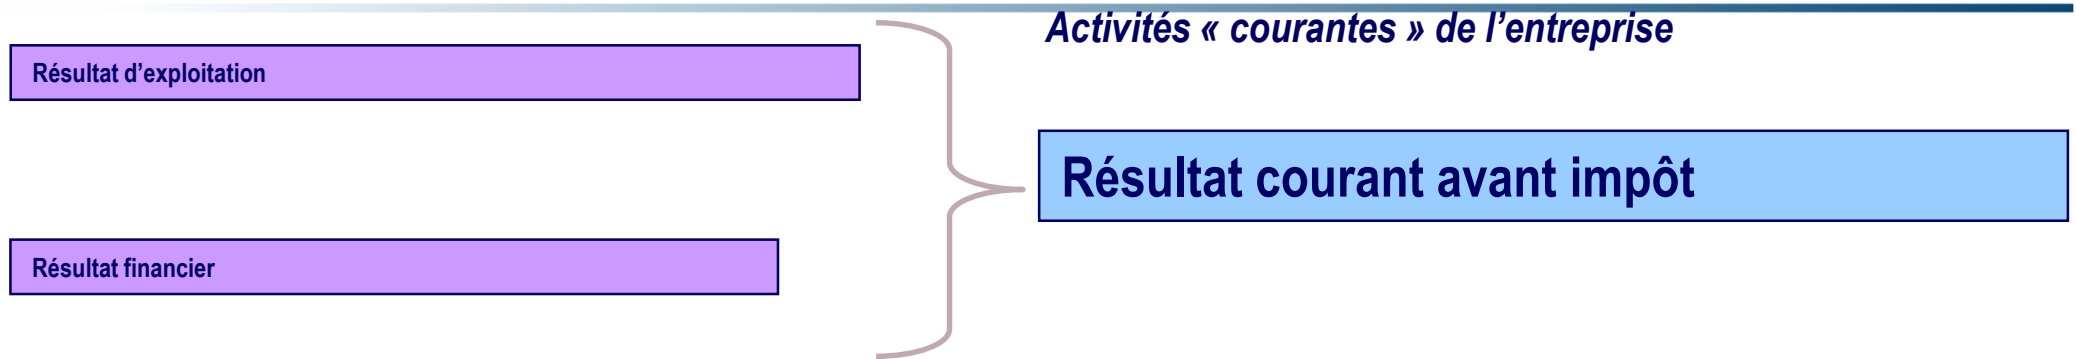 Activités « courantes » de l’entreprise
Résultat d’exploitation
Résultat courant avant impôt
Résultat financier